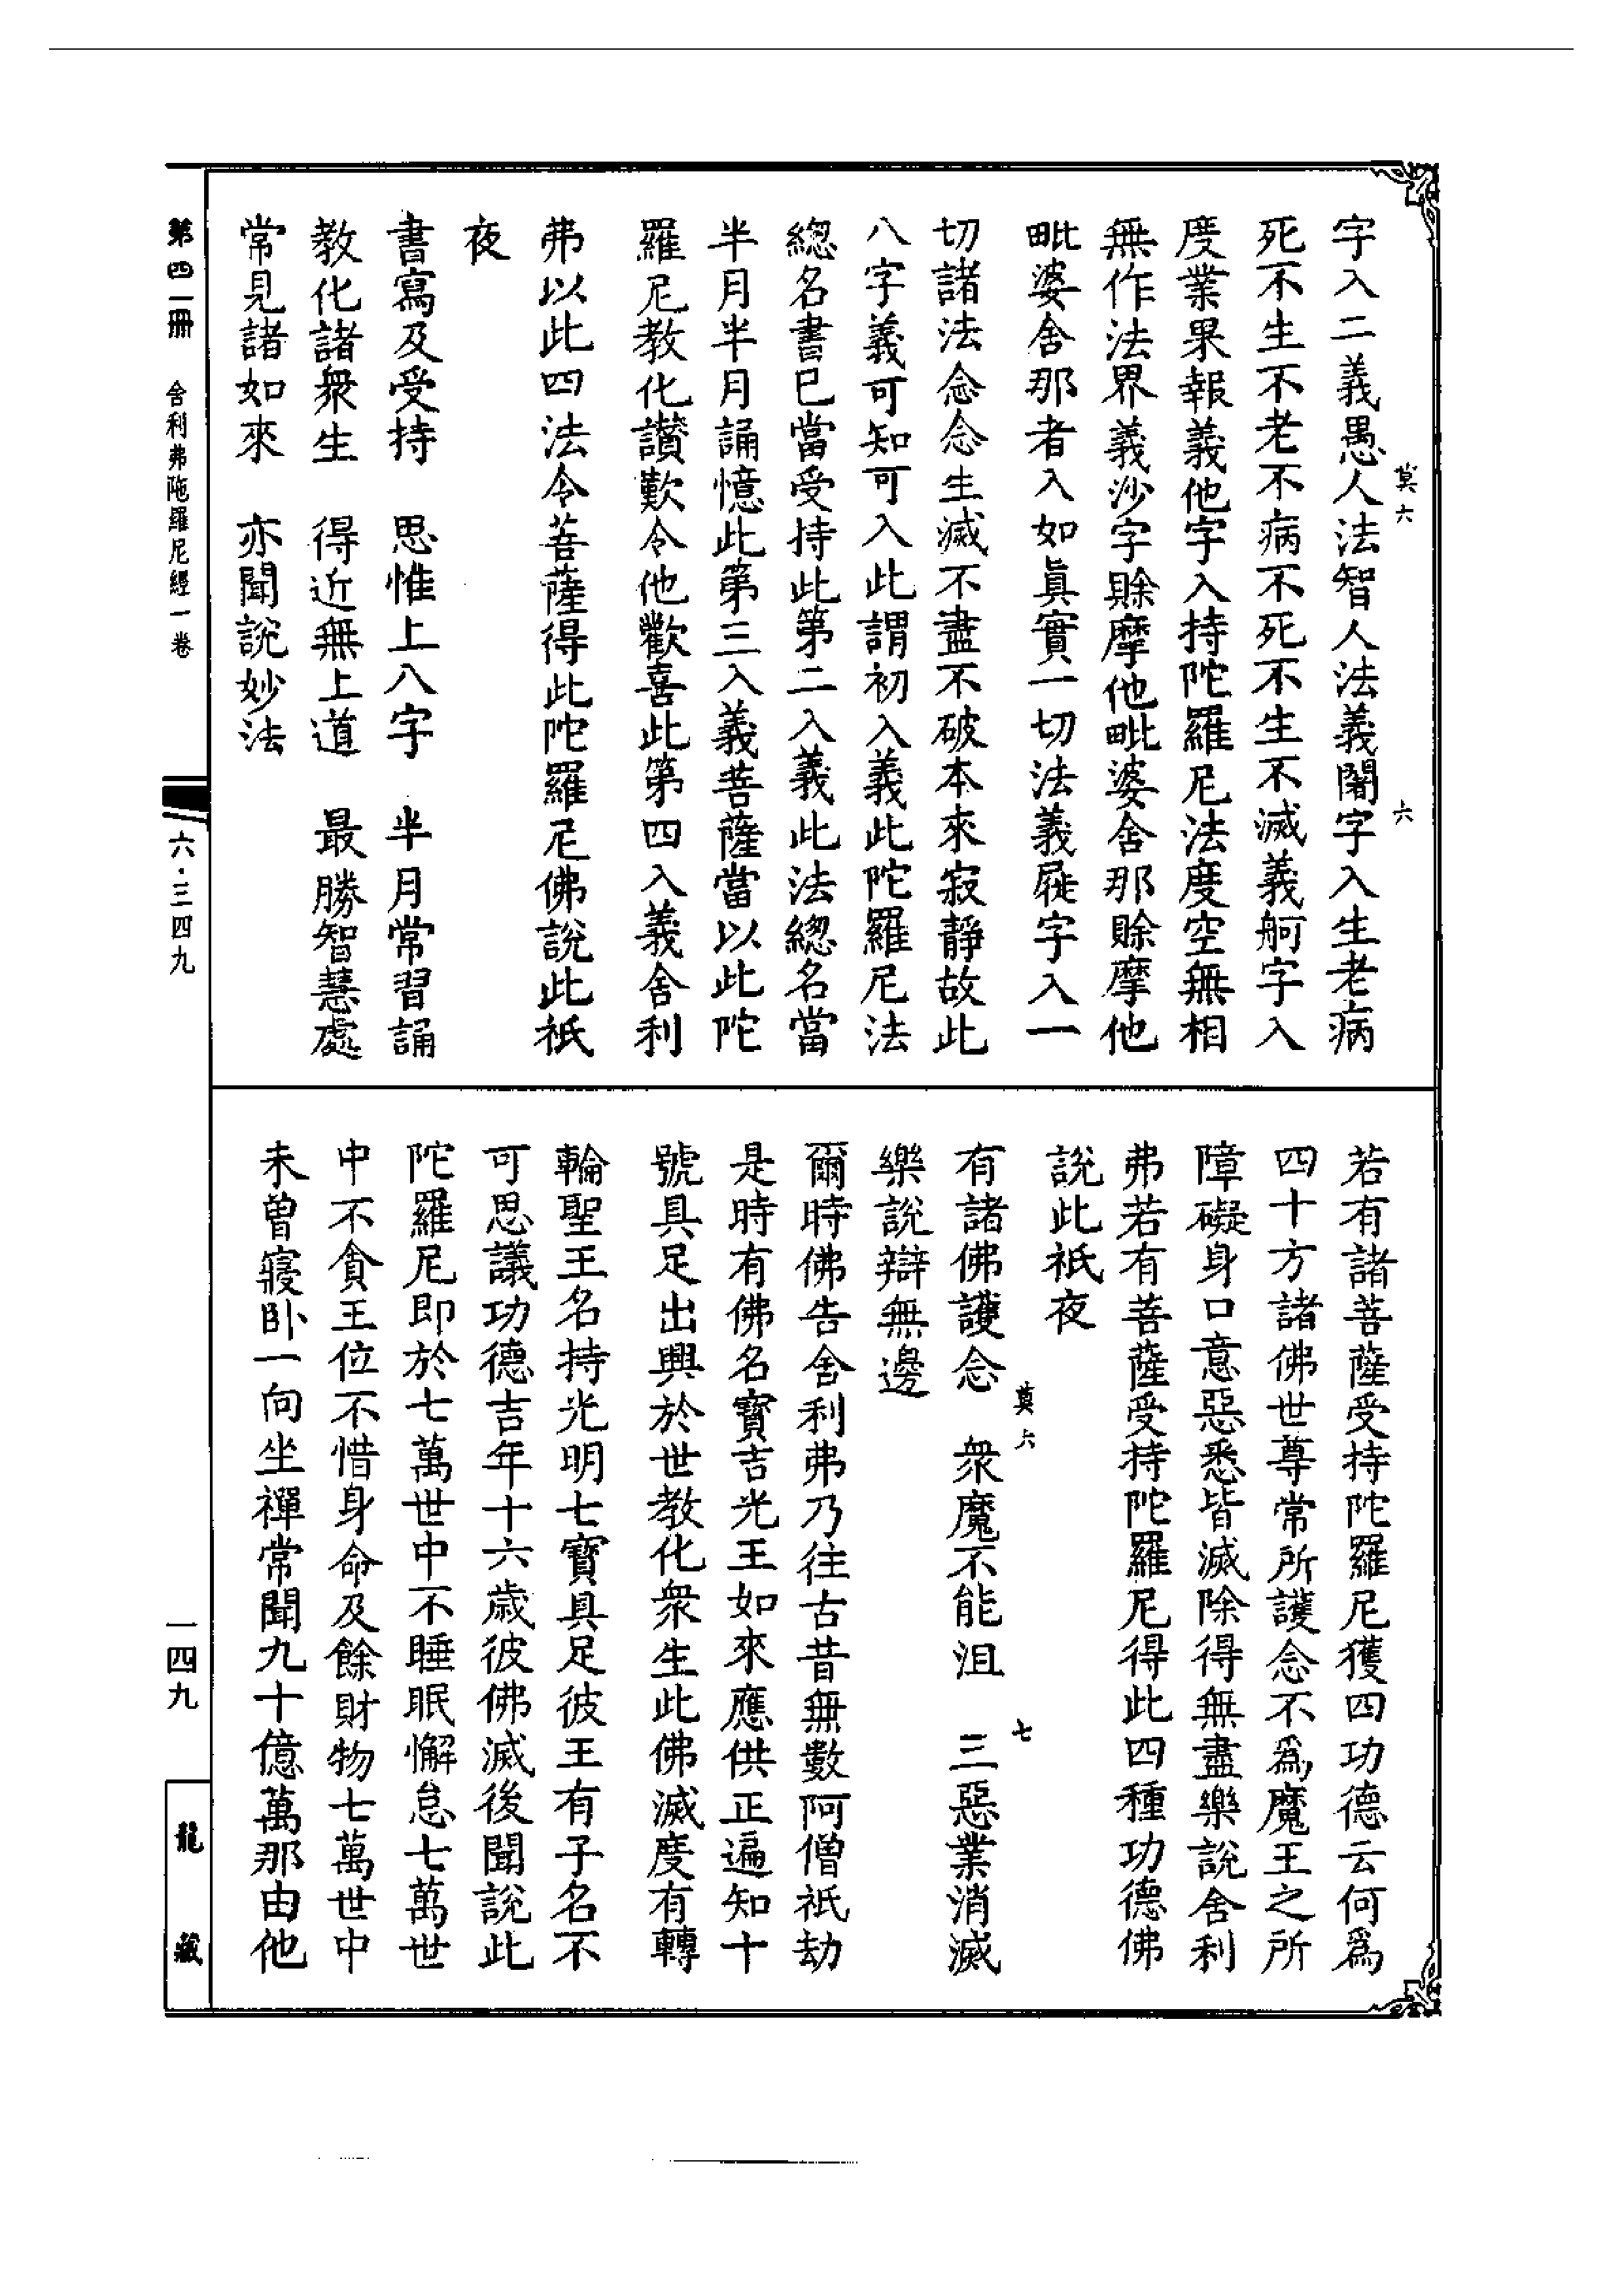 字入二義愚人法智人法義闍字入生老病
莫六
六
死不生不老不病不死不生不滅義舸字入
度業果報義他字入持陀羅尼法度空無相
無作法界義沙字賒摩他毗婆舍那賒摩他
毗婆舍那者入如眞實一切法義屣字入一
切諸法念念生滅不盡不破本來寂靜故此
八字義可知可入此謂初入義此陀羅尼法
總名書已當受持此第二入義此法總名當
半月半月誦憶此第三入義菩薩當以此陀
羅尼教化讃歎令他歡喜此第四入義舍利
弗以此四法令菩薩得此陀羅尼佛說此祇
夜
書寫及受持　思惟上八字　半月常習誦
教化諸衆生　得近無上道　最勝智慧處
常見諸如來　亦聞說妙法
若有諸菩薩受持陀羅尼獲四功德云何爲
四十方諸佛世尊常所護念不爲魔王之所
障礙身口意惡悉皆滅除得無盡樂說舍利
弗若有菩薩受持陀羅尼得此四種功德佛
說此祇夜
莫六
七
有諸佛護念　衆魔不能沮　三惡業消滅
樂說辯無邊
爾時佛告舍利弗乃往古昔無數阿僧祇劫
是時有佛名寳吉光王如來應供正遍知十
號具足出興於世教化衆生此佛滅度有轉
輪聖王名持光明七寳具足彼王有子名不
可思議功德吉年十六歲彼佛滅後聞說此
陀羅尼即於七萬世中不睡眠懈怠七萬世
中不貪王位不惜身命及餘財物七萬世中
未曾寢卧一向坐禪常聞九十億萬那由他
第四一冊　舍利弗陁羅尼經一卷
六·三四九
一四九
龍藏